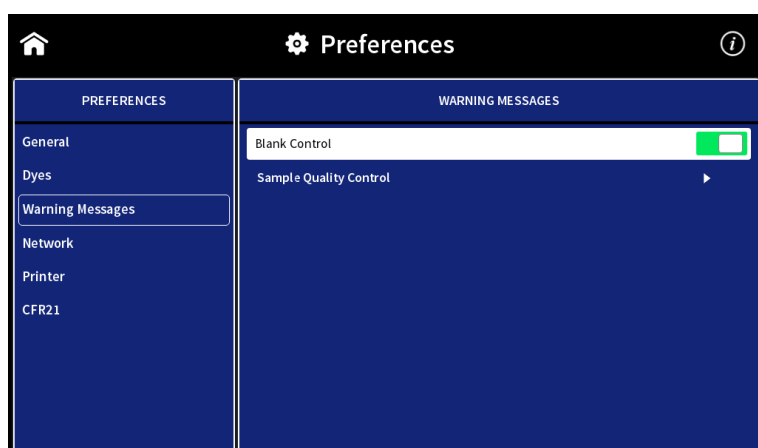 Preferences
i
PREFERENCES
General
Dyes
Warning Messages
Network
Printer
CFR21
WARNING MESSAGES
Blank Control
Sample Quality Control